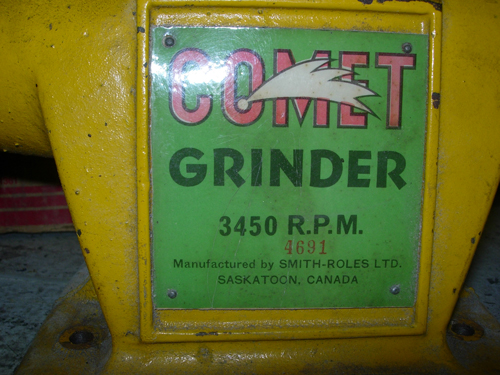 COMET
GRINDER
3450 R.P.M.
4691
Manufactured by SMITH-ROLES LTD.
SASKATOON, CANADA